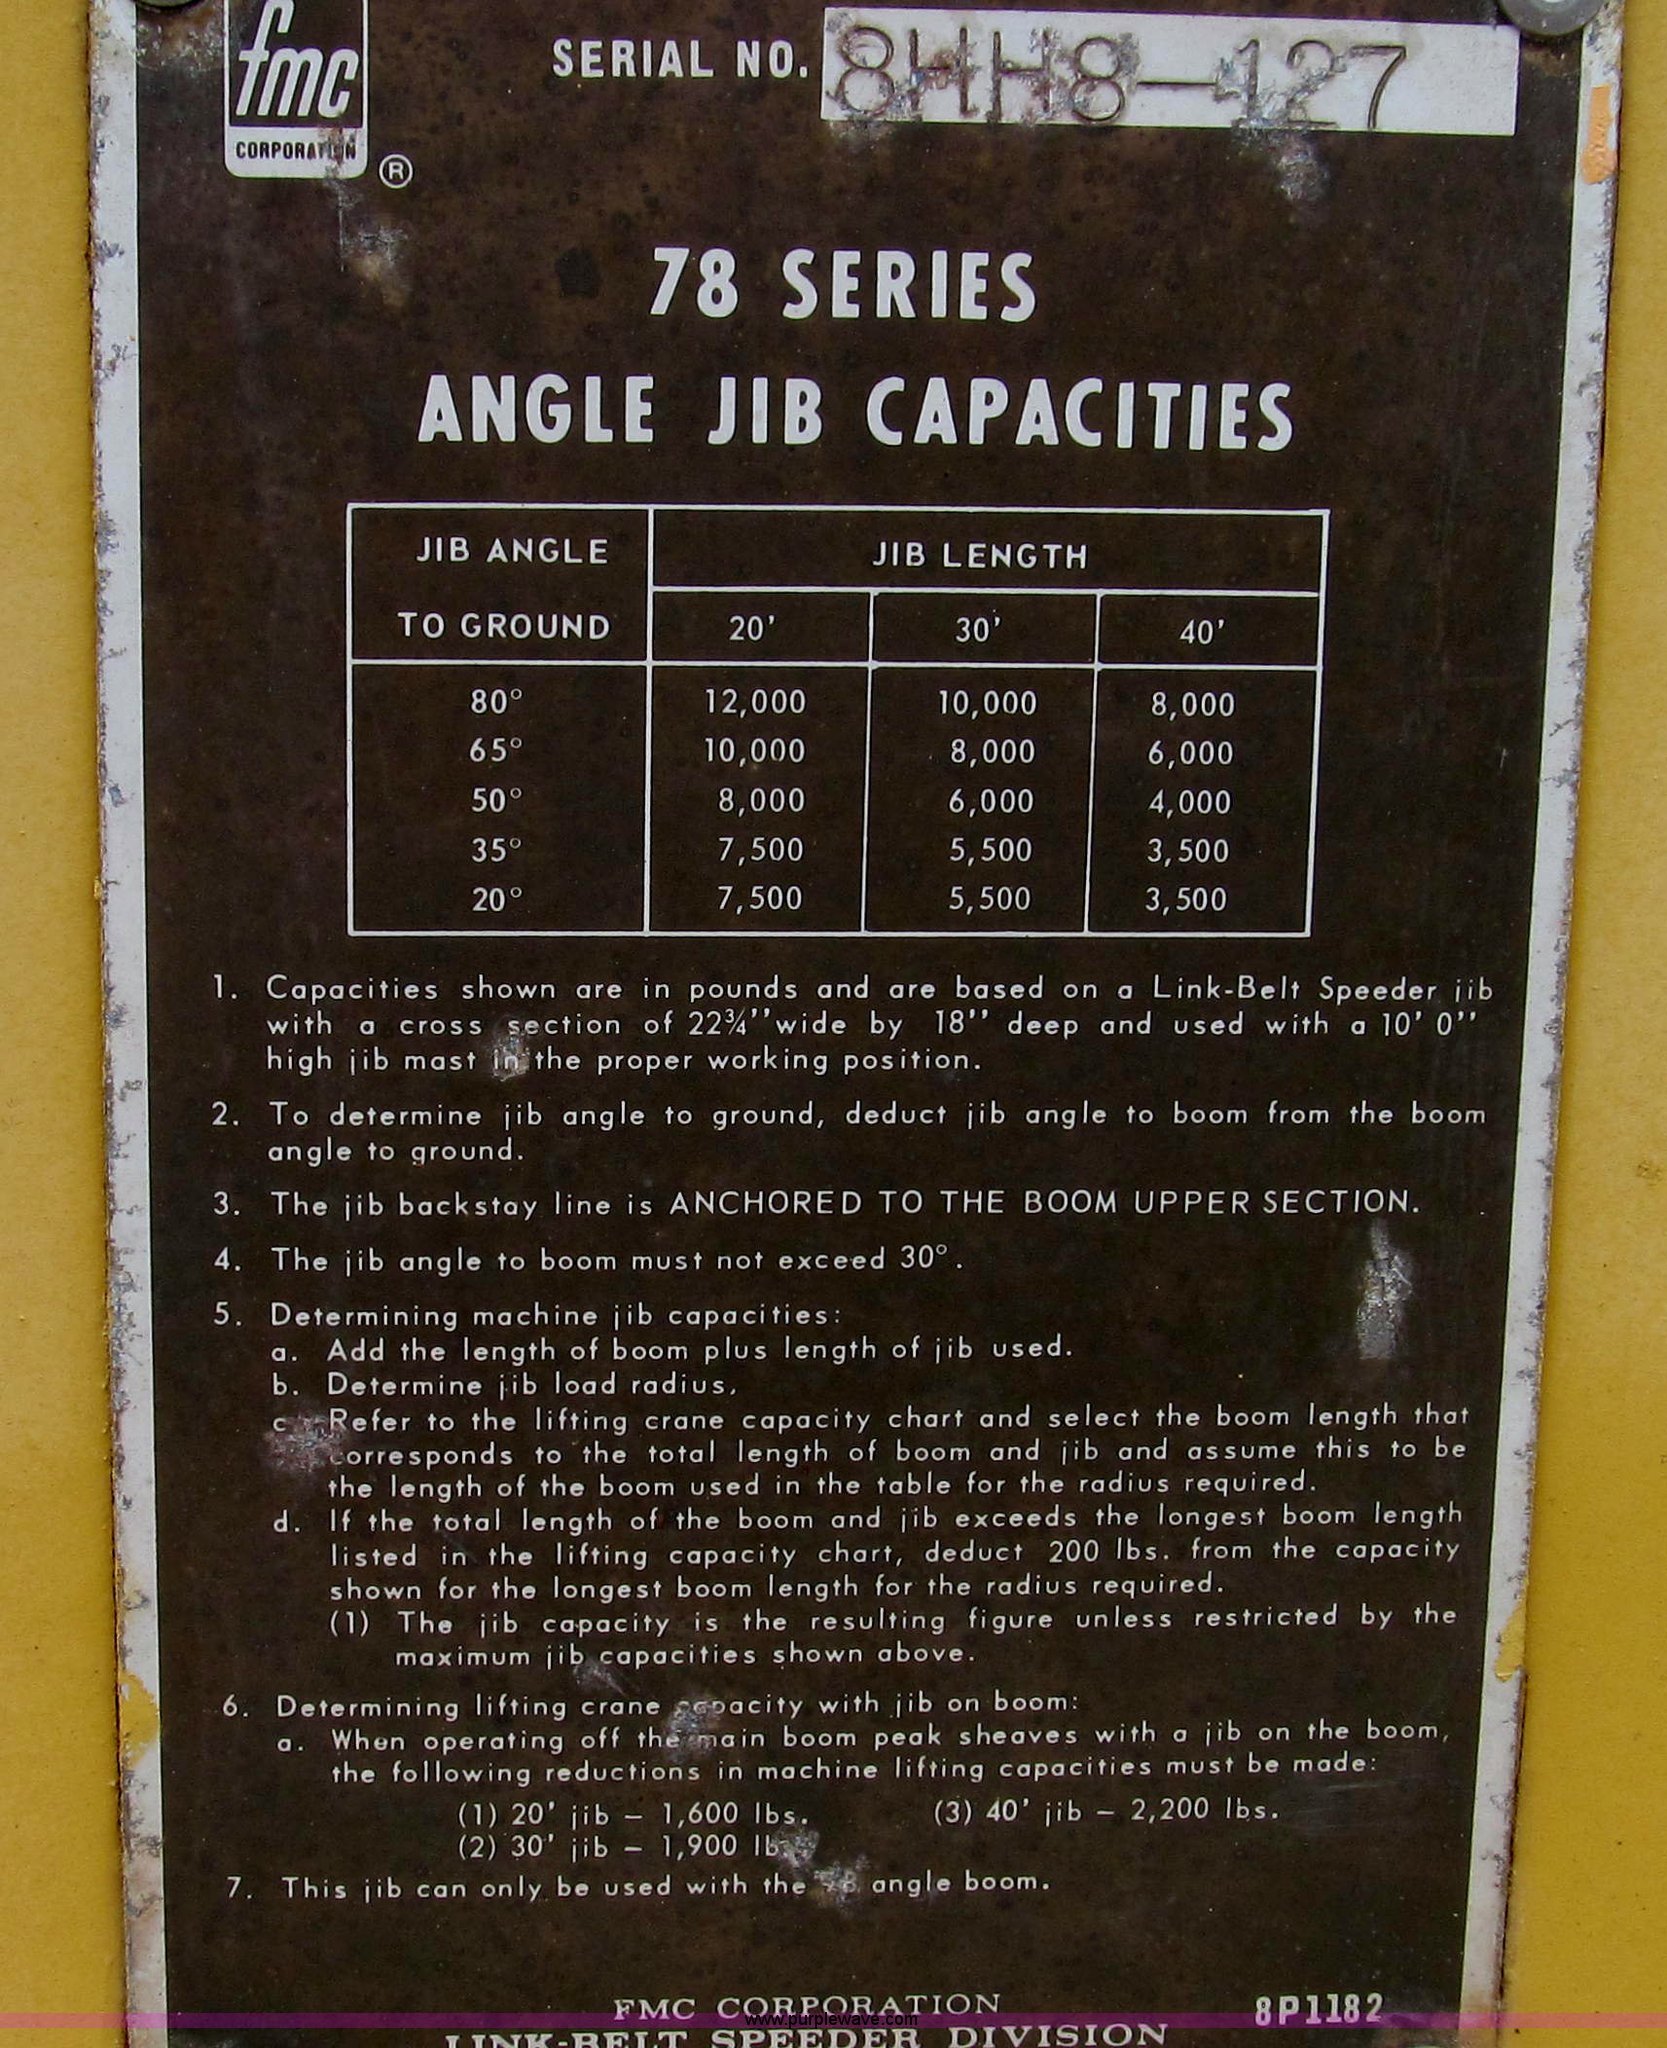 fmc
CORPORATION
®
SERIAL NO. 8HH8-127
78 SERIES
ANGLE JIB CAPACITIES
JIB ANGLE
TO GROUND
JIB LENGTH
20' 30' 40'
80° 12,000 10,000 8,000
65° 10,000 8,000 6,000
50° 8,000 6,000 4,000
35° 7,500 5,500 3,500
20° 7,500 5,500 3,500
1. Capacities shown are in pounds and are based on a Link-Belt Speeder jib
with a cross section of 22¾'' wide by 18'' deep and used with a 10' 0''
high jib mast in the proper working position.
2. To determine jib angle to ground, deduct jib angle to boom from the boom
angle to ground.
3. The jib backstay line is ANCHORED TO THE BOOM UPPER SECTION.
4. The jib angle to boom must not exceed 30°.
5. Determining machine jib capacities:
a. Add the length of boom plus length of jib used.
b. Determine jib load radius.
c. Refer to the lifting crane capacity chart and select the boom length that
corresponds to the total length of boom and jib and assume this to be
the length of the boom used in the table for the radius required.
d. If the total length of the boom and jib exceeds the longest boom length
listed in the lifting capacity chart, deduct 200 lbs. from the capacity
shown for the longest boom length for the radius required.
(1) The jib capacity is the resulting figure unless restricted by the
maximum jib capacities shown above.
6. Determining lifting crane capacity with jib on boom:
a. When operating off the main boom peak sheaves with a jib on the boom,
the following reductions in machine lifting capacities must be made:
(1) 20' jib – 1,600 lbs. (3) 40' jib – 2,200 lbs.
(2) 30' jib – 1,900 lbs.
7. This jib can only be used with the 78 angle boom.
FMC CORPORATION
8P1182
www.purplewave.com
LINK-BELT SPEEDER DIVISION